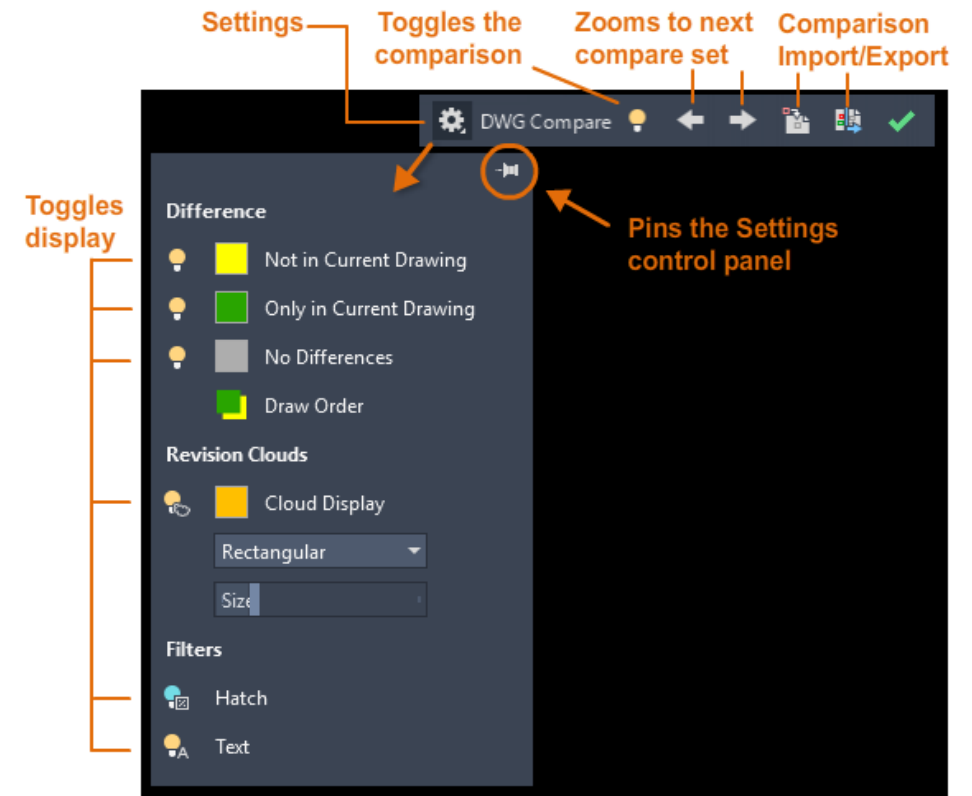 Settings
Toggles the
comparison
Zooms to next
compare set
Comparison
Import/Export
DWG Compare
Toggles
display
Pins the Settings
control panel
Difference
Not in Current Drawing
Only in Current Drawing
No Differences
Draw Order
Revision Clouds
Cloud Display
Rectangular
Size
Filters
Hatch
A Text